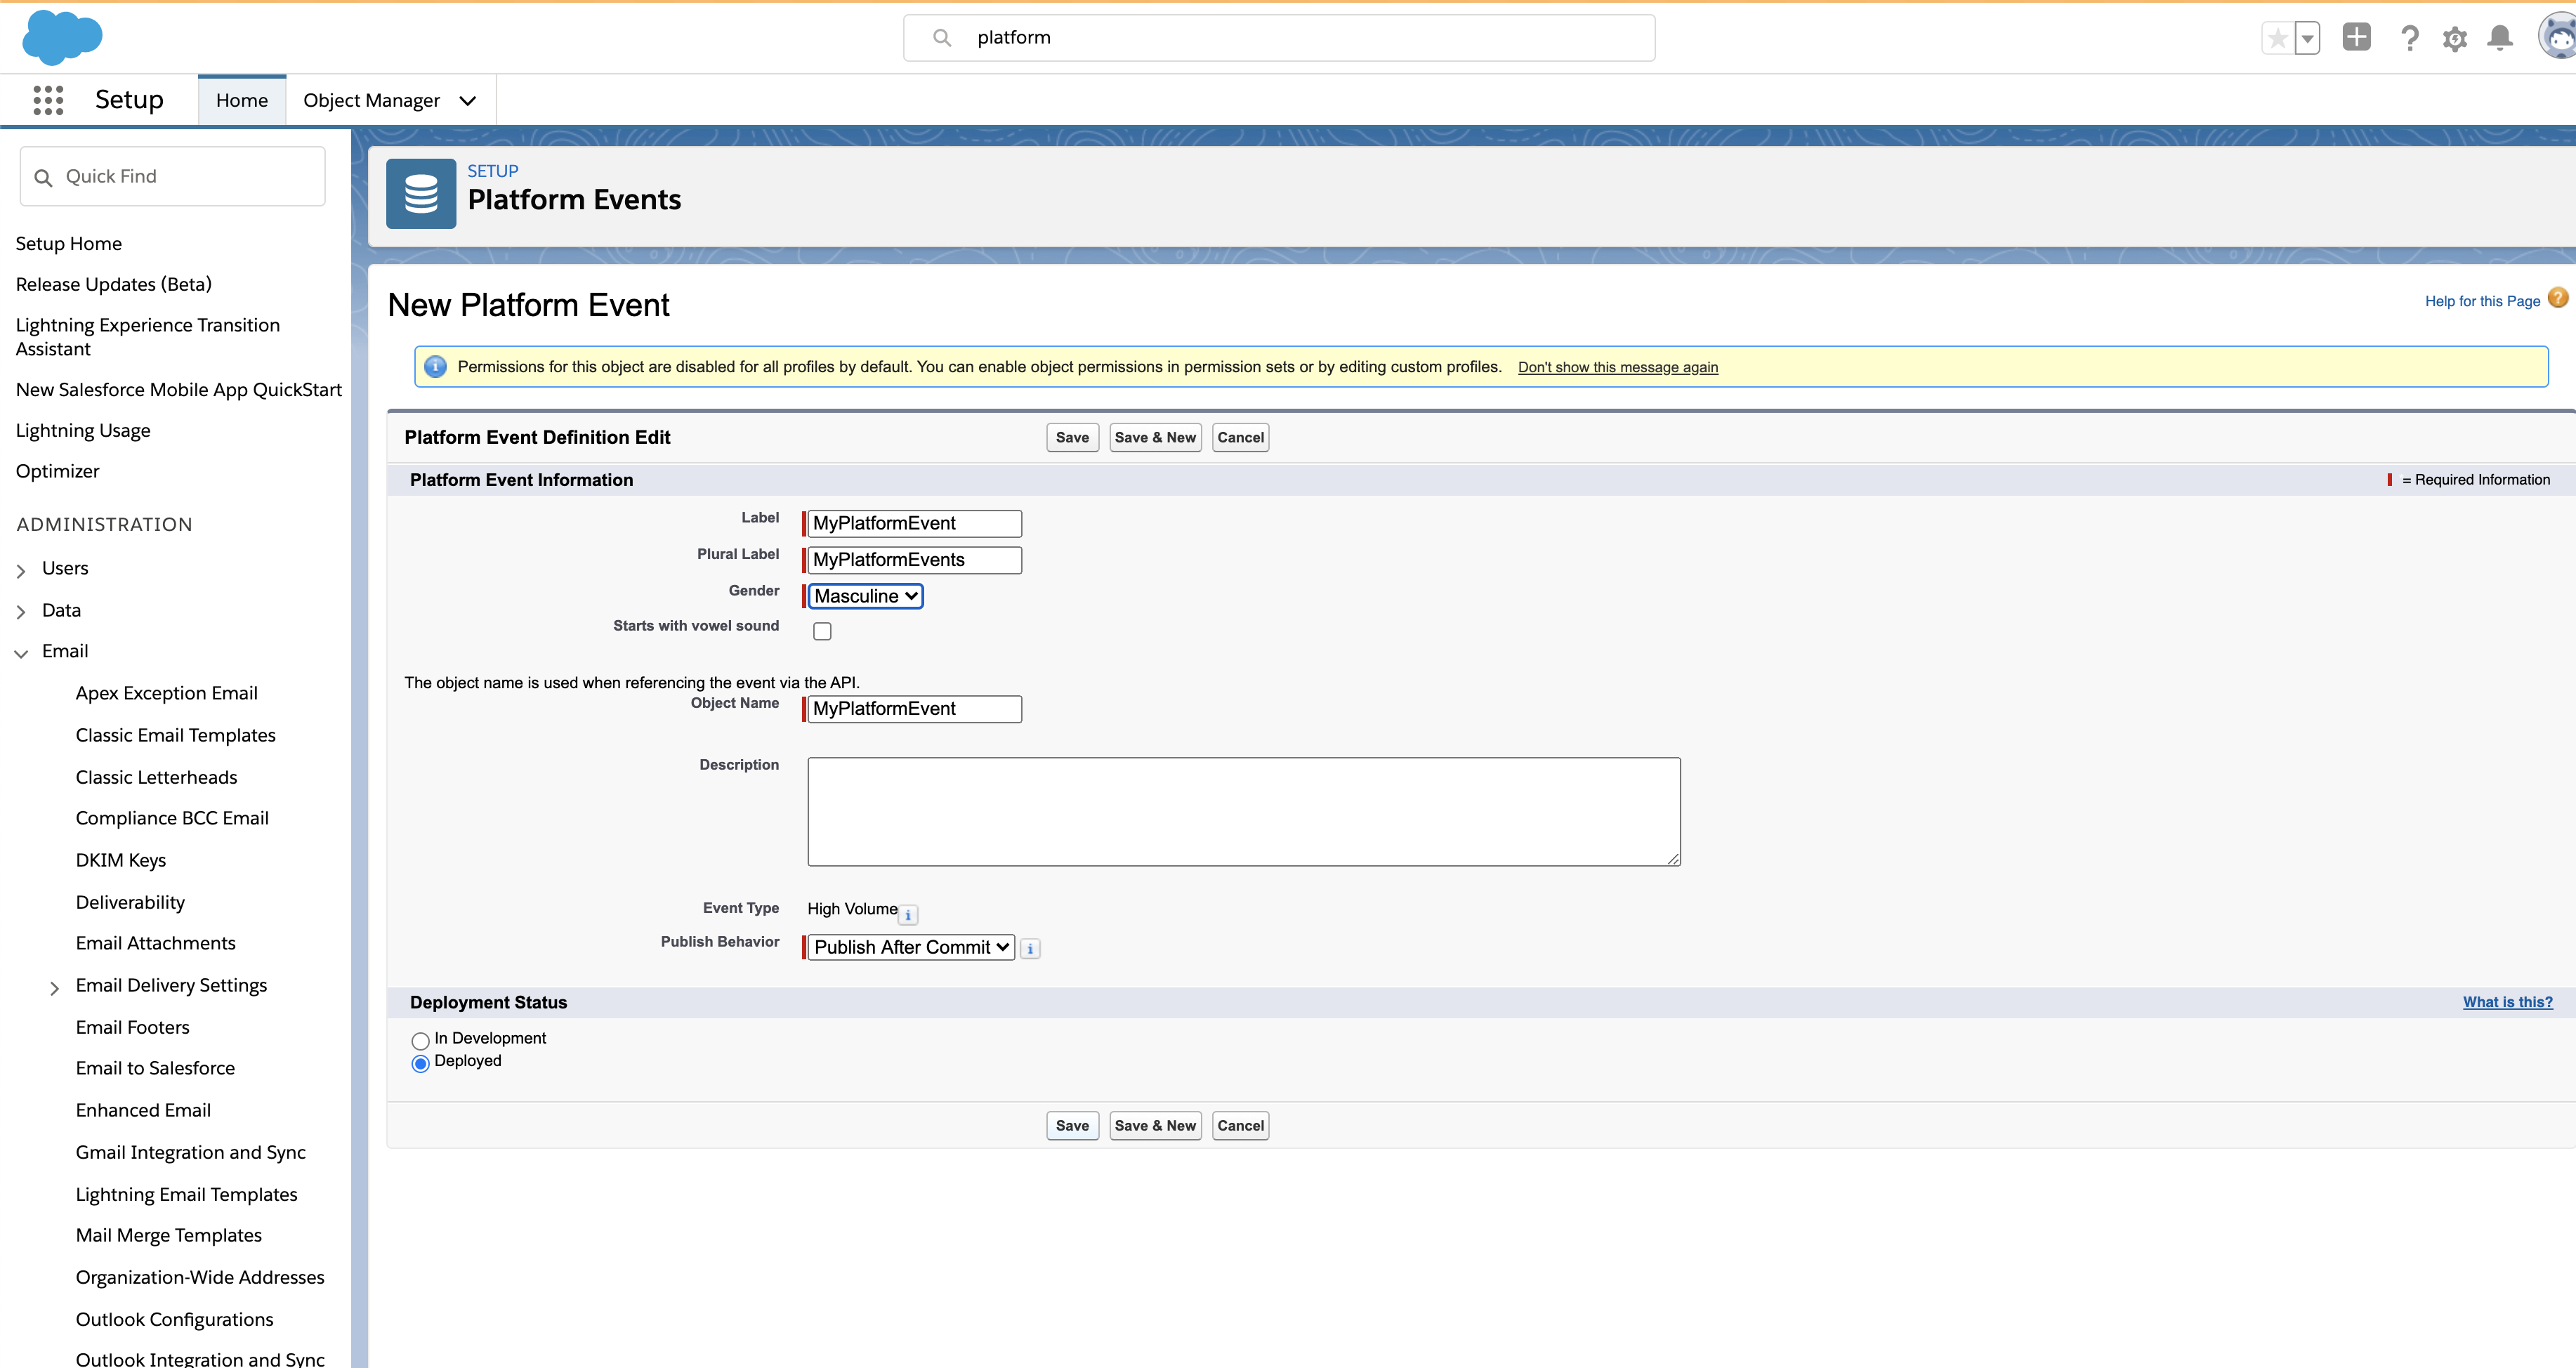 platform
Setup
Home
Object Manager
Quick Find
Setup Home
Release Updates (Beta)
Lightning Experience Transition
Assistant
New Salesforce Mobile App QuickStart
Lightning Usage
Optimizer
ADMINISTRATION
Users
Data
Email
Apex Exception Email
Classic Email Templates
Classic Letterheads
Compliance BCC Email
DKIM Keys
Deliverability
Email Attachments
Email Delivery Settings
Email Footers
Email to Salesforce
Enhanced Email
Gmail Integration and Sync
Lightning Email Templates
Mail Merge Templates
Organization-Wide Addresses
Outlook Configurations
Outlook Integration and Sync
SETUP
Platform Events
New Platform Event
Help for this Page
Permissions for this object are disabled for all profiles by default. You can enable object permissions in permission sets or by editing custom profiles. Don't show this message again
Platform Event Definition Edit Save Save & New Cancel
Platform Event Information = Required Information
Label MyPlatformEvent
Plural Label MyPlatformEvents
Gender Masculine
Starts with vowel sound
The object name is used when referencing the event via the API.
Object Name MyPlatformEvent
Description
Event Type High Volume
Publish Behavior Publish After Commit
Deployment Status What is this?
In Development
Deployed
Save Save & New Cancel